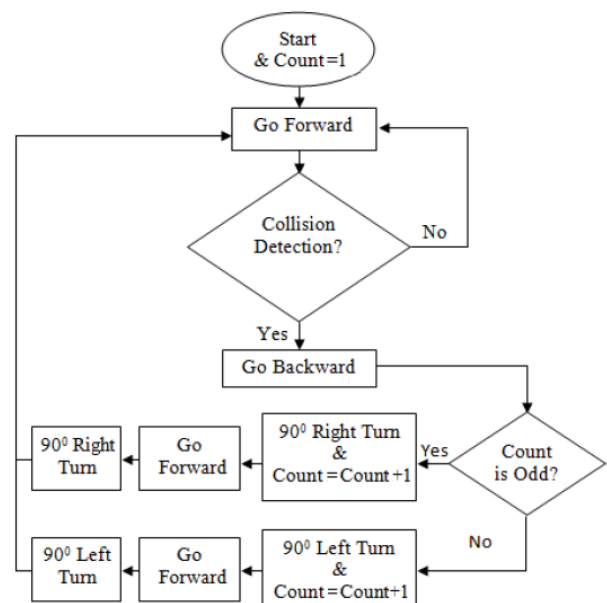 Start
& Count=1
Go Forward
Collision
Detection?
No
Yes
Go Backward
90⁰ Right
Turn
Go
Forward
90⁰ Right Turn
&
Count=Count+1
Yes
Count
is Odd?
No
90⁰ Left
Turn
Go
Forward
90⁰ Left Turn
&
Count=Count+1